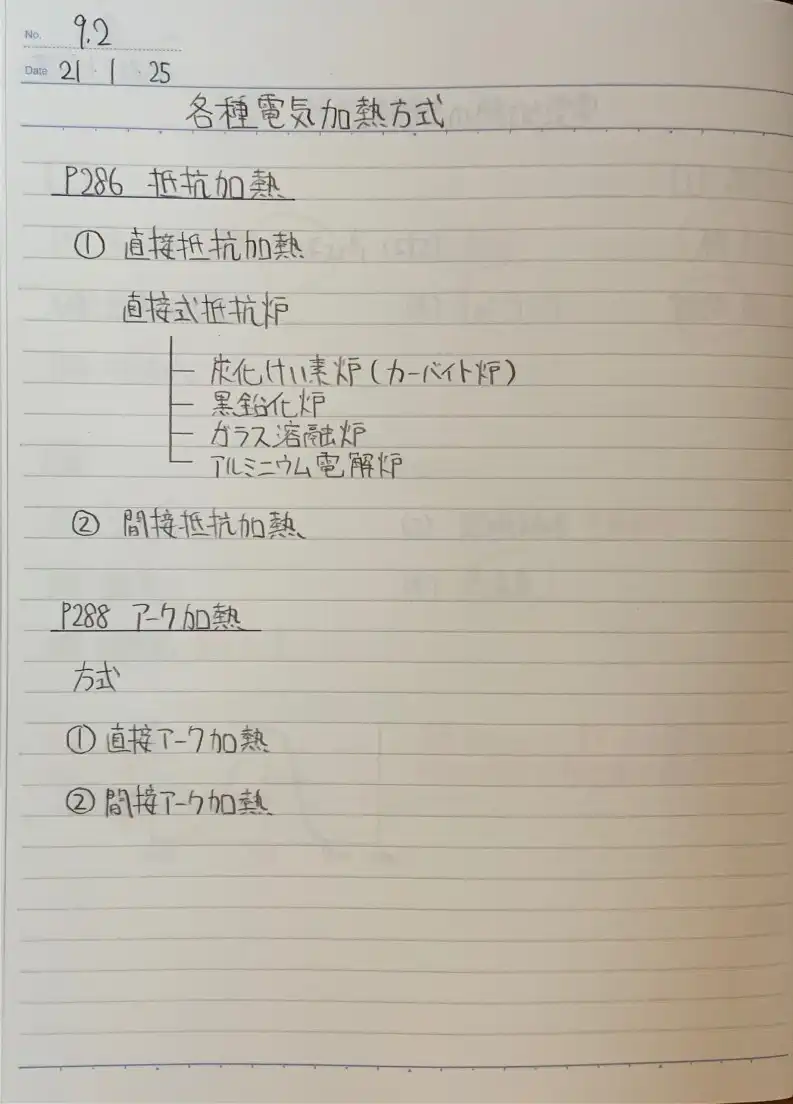 No. 9.2
Date 21・1・25
各種電気加熱方式
P286 抵抗加熱
① 直接抵抗加熱
直接式抵抗炉
炭化けい素炉(カーバイト炉)
黒鉛化炉
ガラス溶融炉
アルミニウム電解炉
② 間接抵抗加熱
P288 アーク加熱
方式
① 直接アーク加熱
② 間接アーク加熱